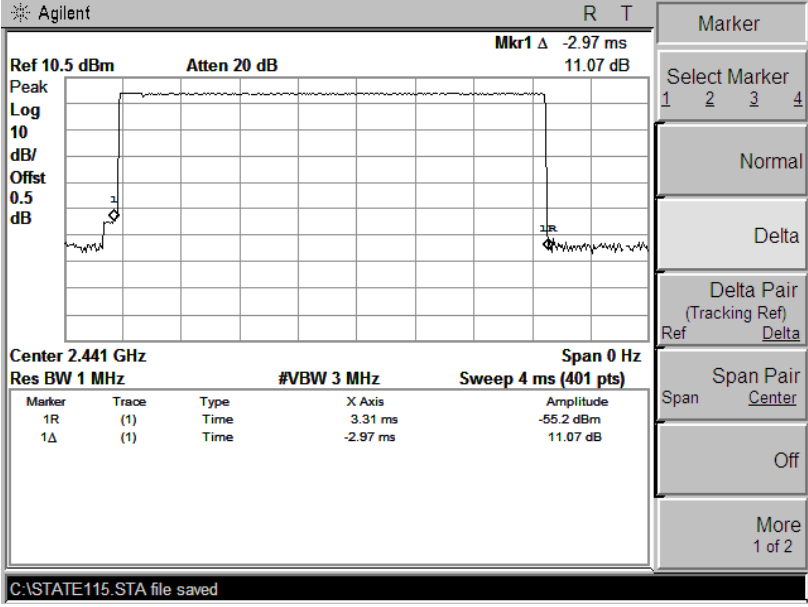 Agilent
R T
Mkr1 Δ -2.97 ms
Ref 10.5 dBm Atten 20 dB 11.07 dB
Peak
Log
10
dB/
Offst
0.5
dB
1
1R
Center 2.441 GHz Span 0 Hz
Res BW 1 MHz #VBW 3 MHz Sweep 4 ms (401 pts)
Marker Trace Type X Axis Amplitude
1R (1) Time 3.31 ms -55.2 dBm
1Δ (1) Time -2.97 ms 11.07 dB
C:\STATE115.STA file saved
Marker
Select Marker
1 2 3 4
Normal
Delta
Delta Pair
(Tracking Ref)
Ref Delta
Span Pair
Span Center
Off
More
1 of 2